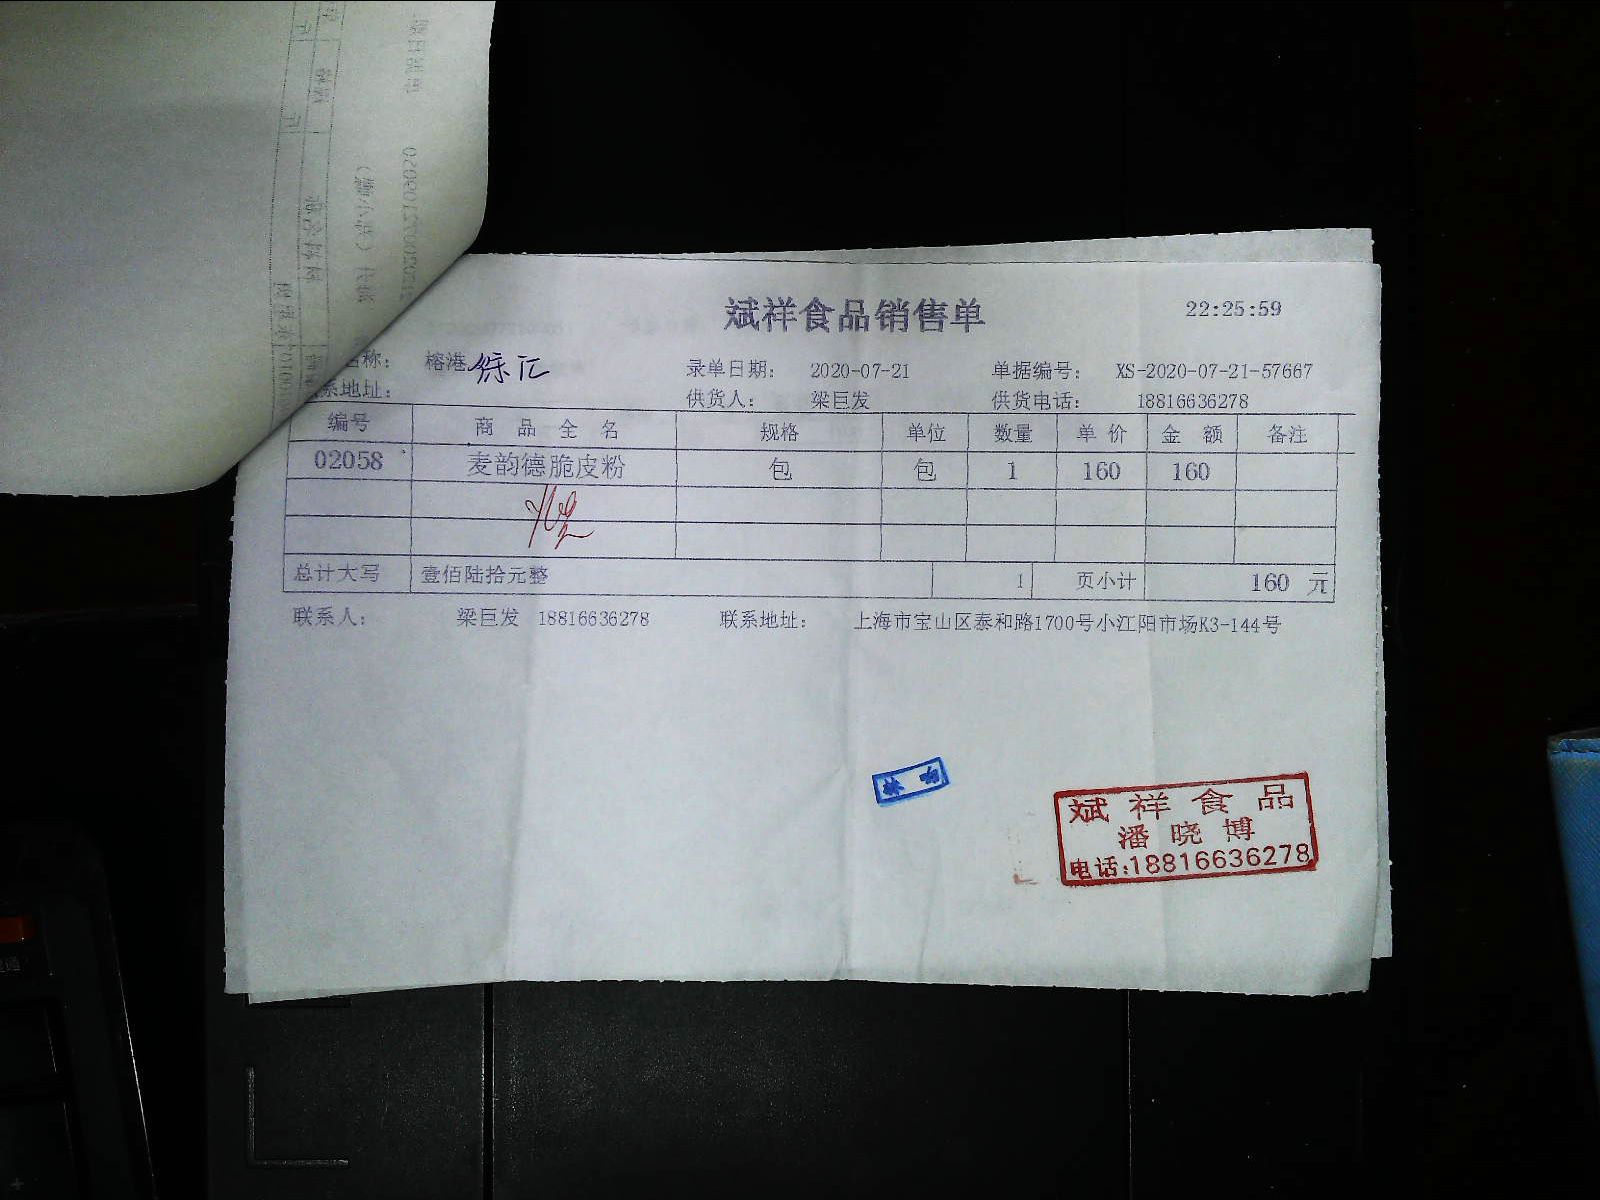 斌祥食品销售单 22:25:59
名称: 榕港 录单日期: 2020-07-21 单据编号: XS-2020-07-21-57667
系地址: 供货人: 梁巨发 供货电话: 18816636278
编号 商品全名 规格 单位 数量 单价 金额 备注
02058 麦韵德脆皮粉 包 包 1 160 160
总计大写 壹佰陆拾元整 1 页小计 160 元
联系人: 梁巨发 18816636278 联系地址: 上海市宝山区泰和路1700号小江阳市场K3-144号
斌祥食品
潘晓博
电话:18816636278